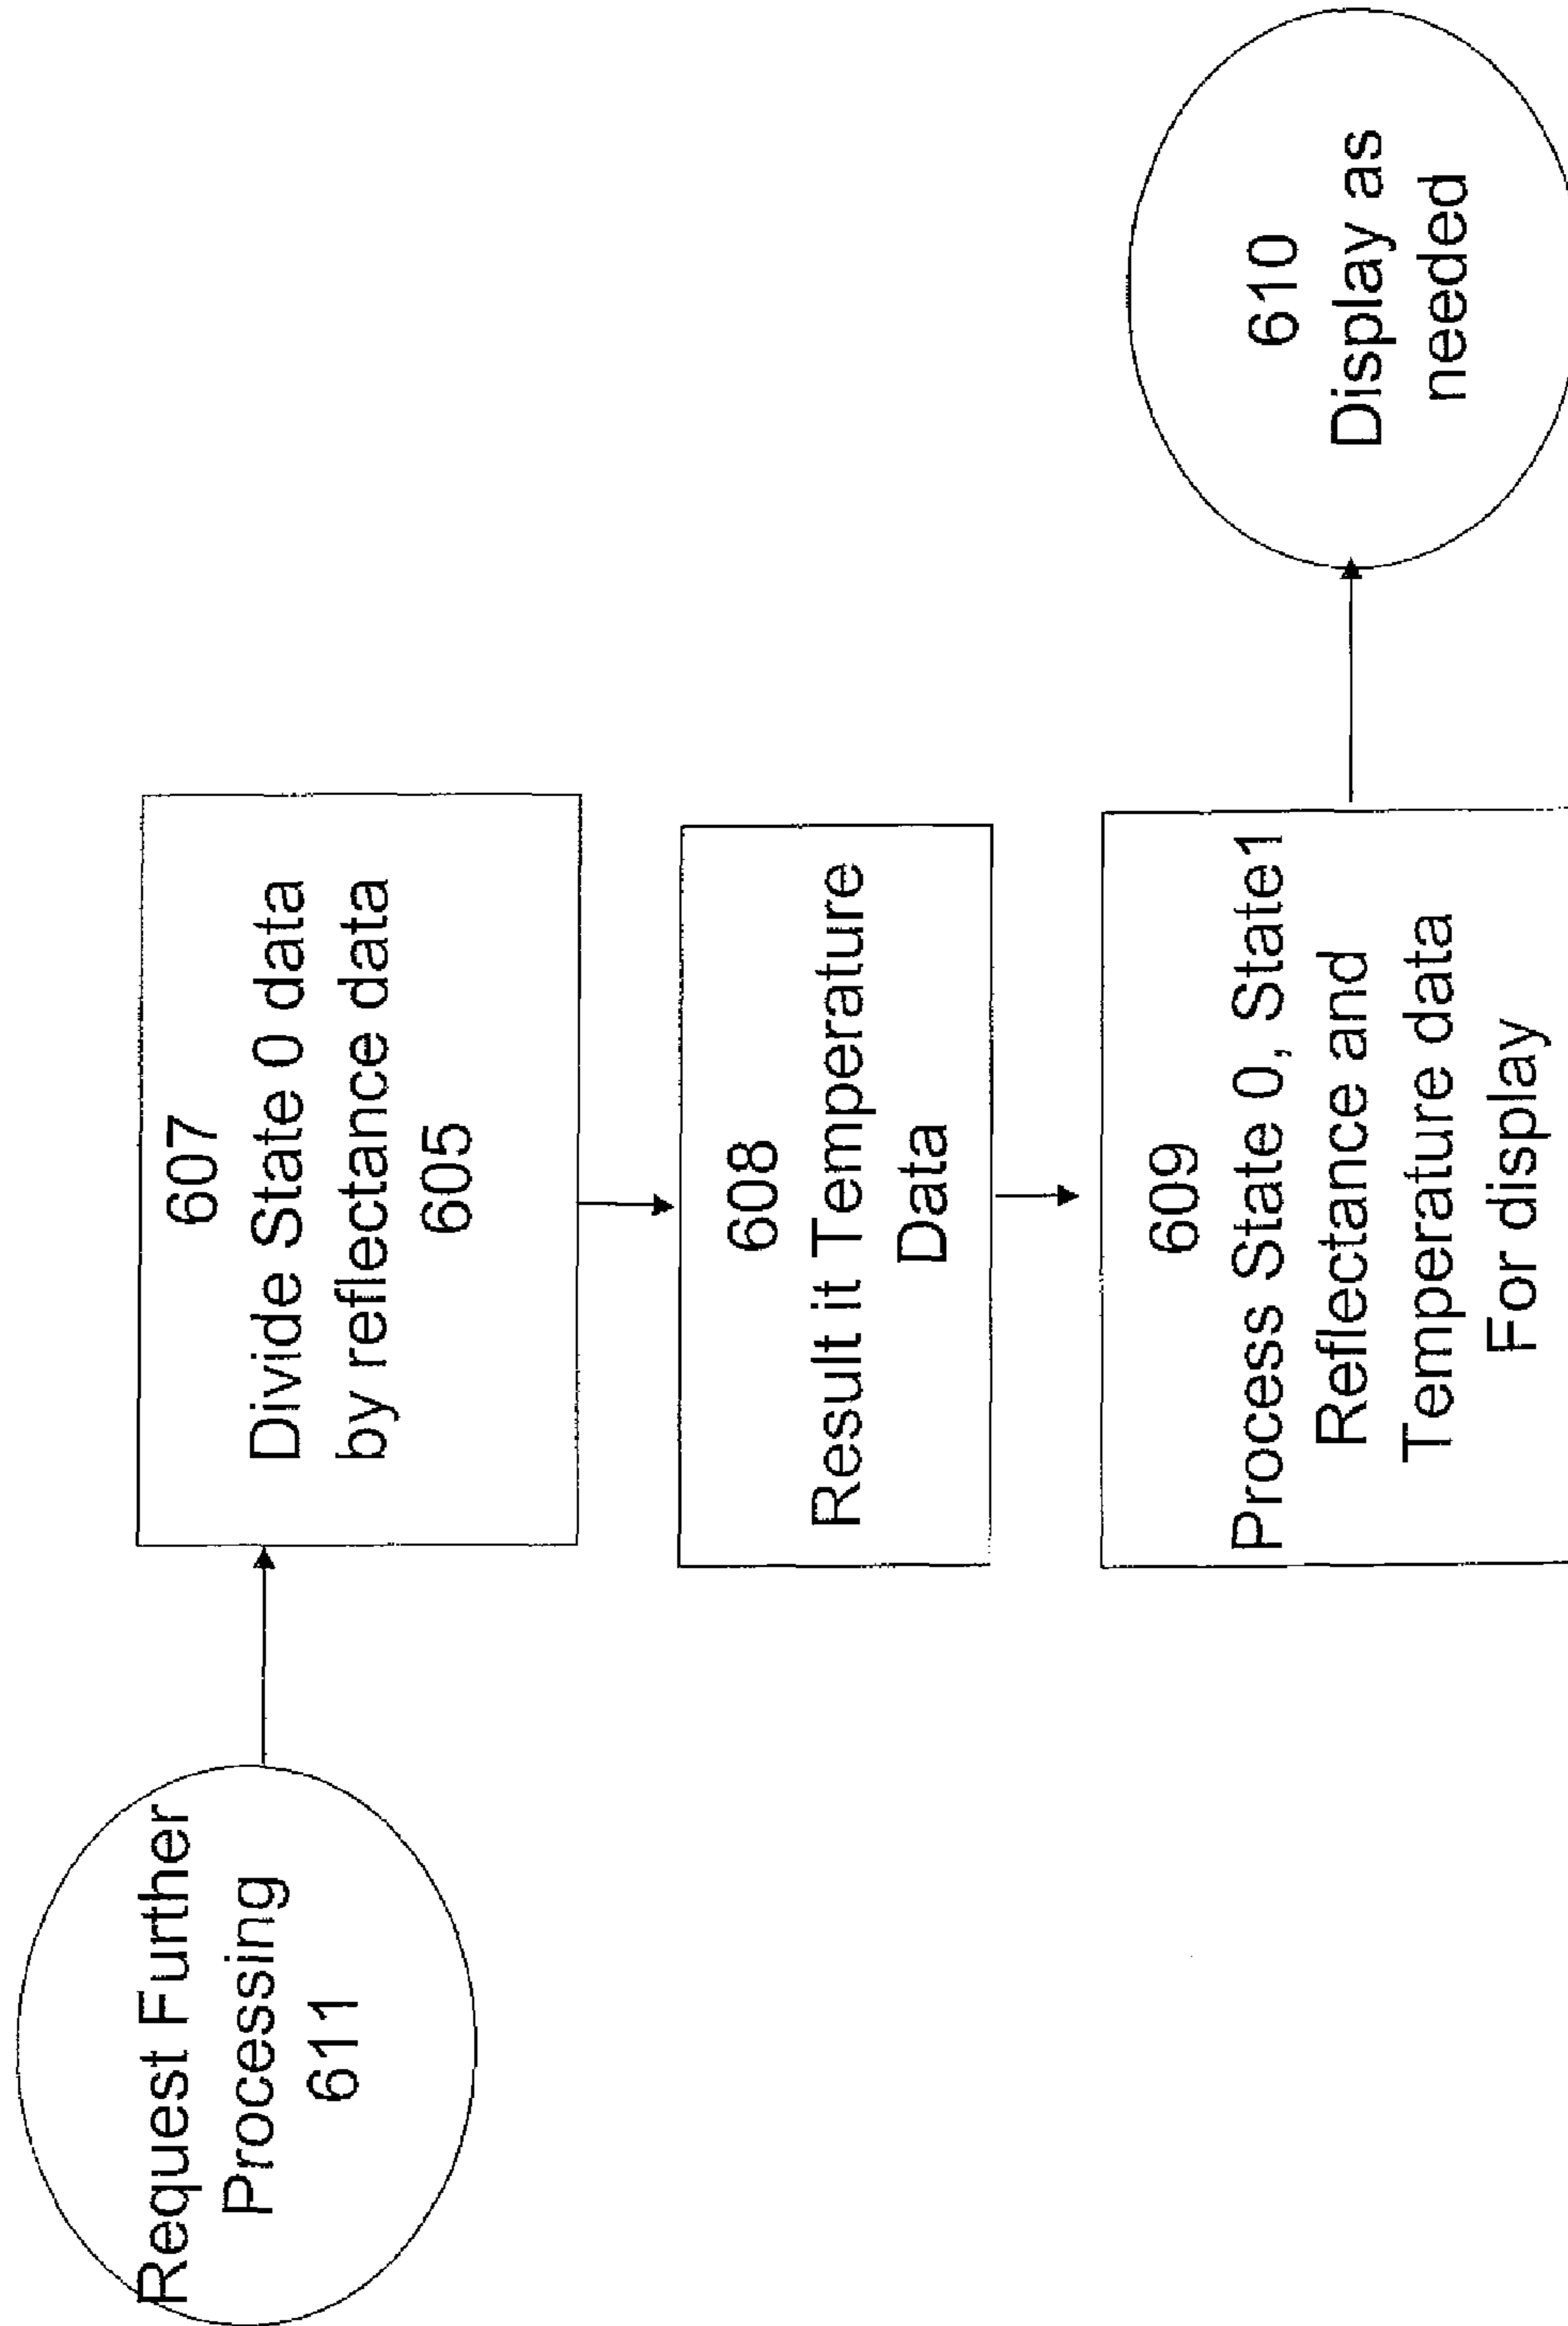 Request Further
Processing
611
607
Divide State 0 data
by reflectance data
605
608
Result it Temperature
Data
609
Process State 0, State1
Reflectance and
Temperature data
For display
610
Display as
needed